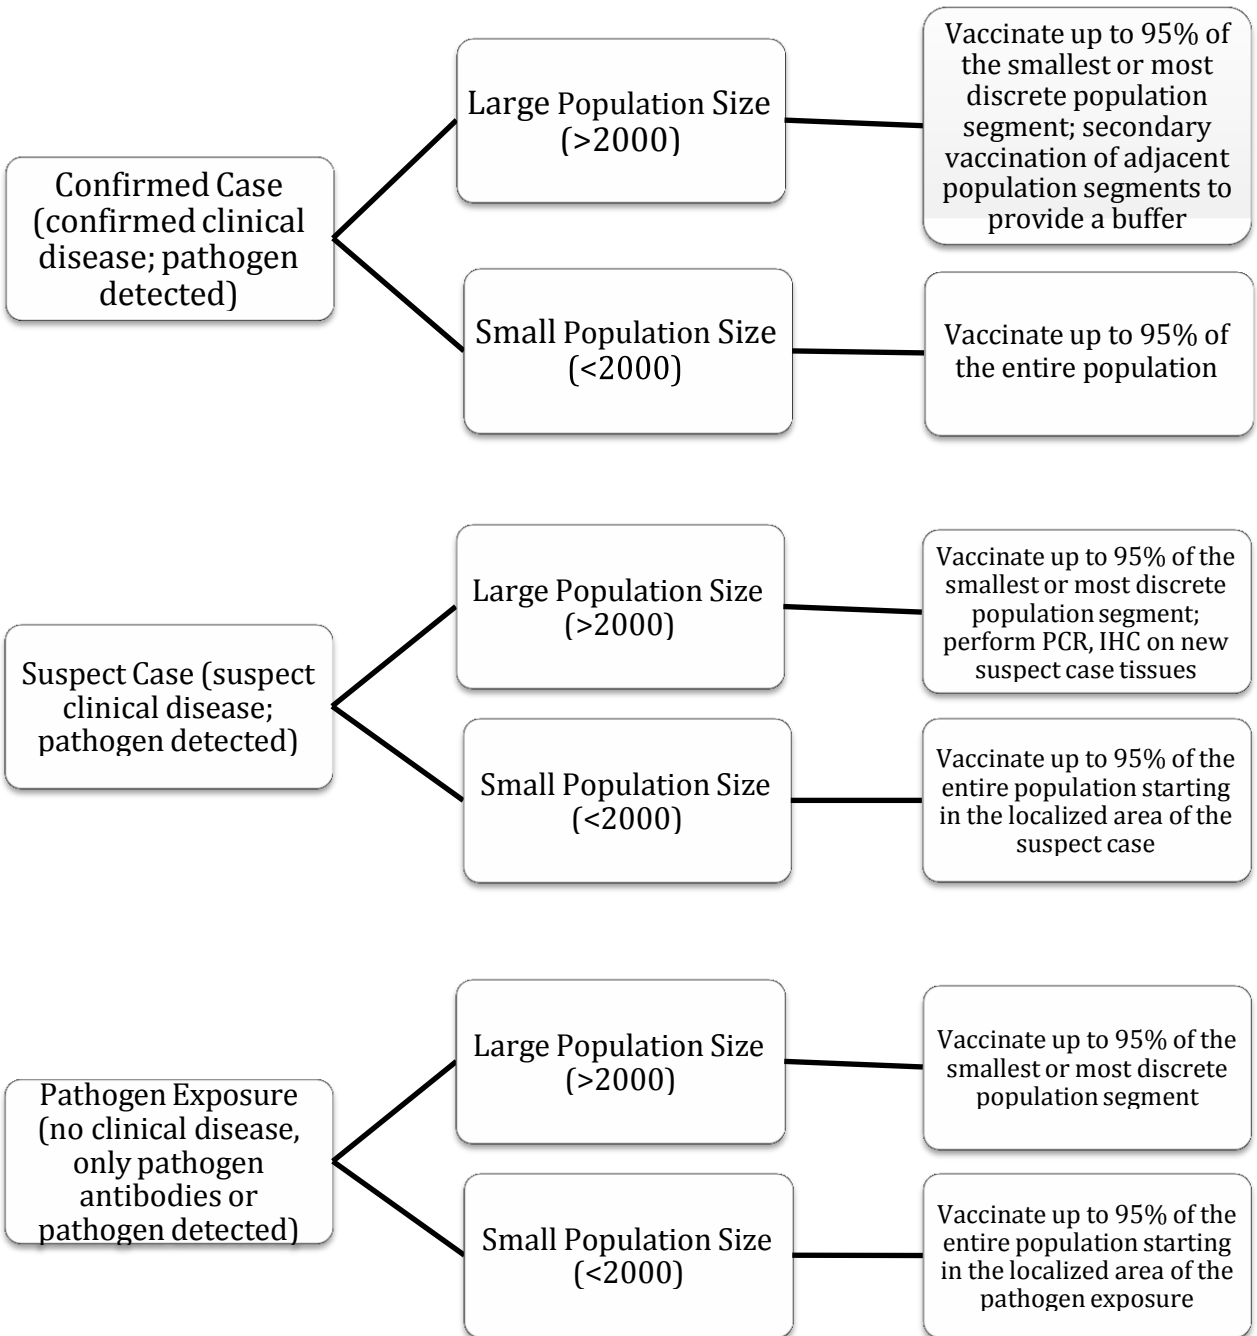 Confirmed Case
(confirmed clinical
disease; pathogen
detected)
Large Population Size
(>2000)
Vaccinate up to 95% of
the smallest or most
discrete population
segment; secondary
vaccination of adjacent
population segments to
provide a buffer
Small Population Size
(<2000)
Vaccinate up to 95% of
the entire population
Suspect Case (suspect
clinical disease;
pathogen detected)
Large Population Size
(>2000)
Vaccinate up to 95% of the
smallest or most discrete
population segment;
perform PCR, IHC on new
suspect case tissues
Small Population Size
(<2000)
Vaccinate up to 95% of the
entire population starting
in the localized area of the
suspect case
Pathogen Exposure
(no clinical disease,
only pathogen
antibodies or
pathogen detected)
Large Population Size
(>2000)
Vaccinate up to 95% of the
smallest or most discrete
population segment
Small Population Size
(<2000)
Vaccinate up to 95% of the
entire population starting
in the localized area of the
pathogen exposure